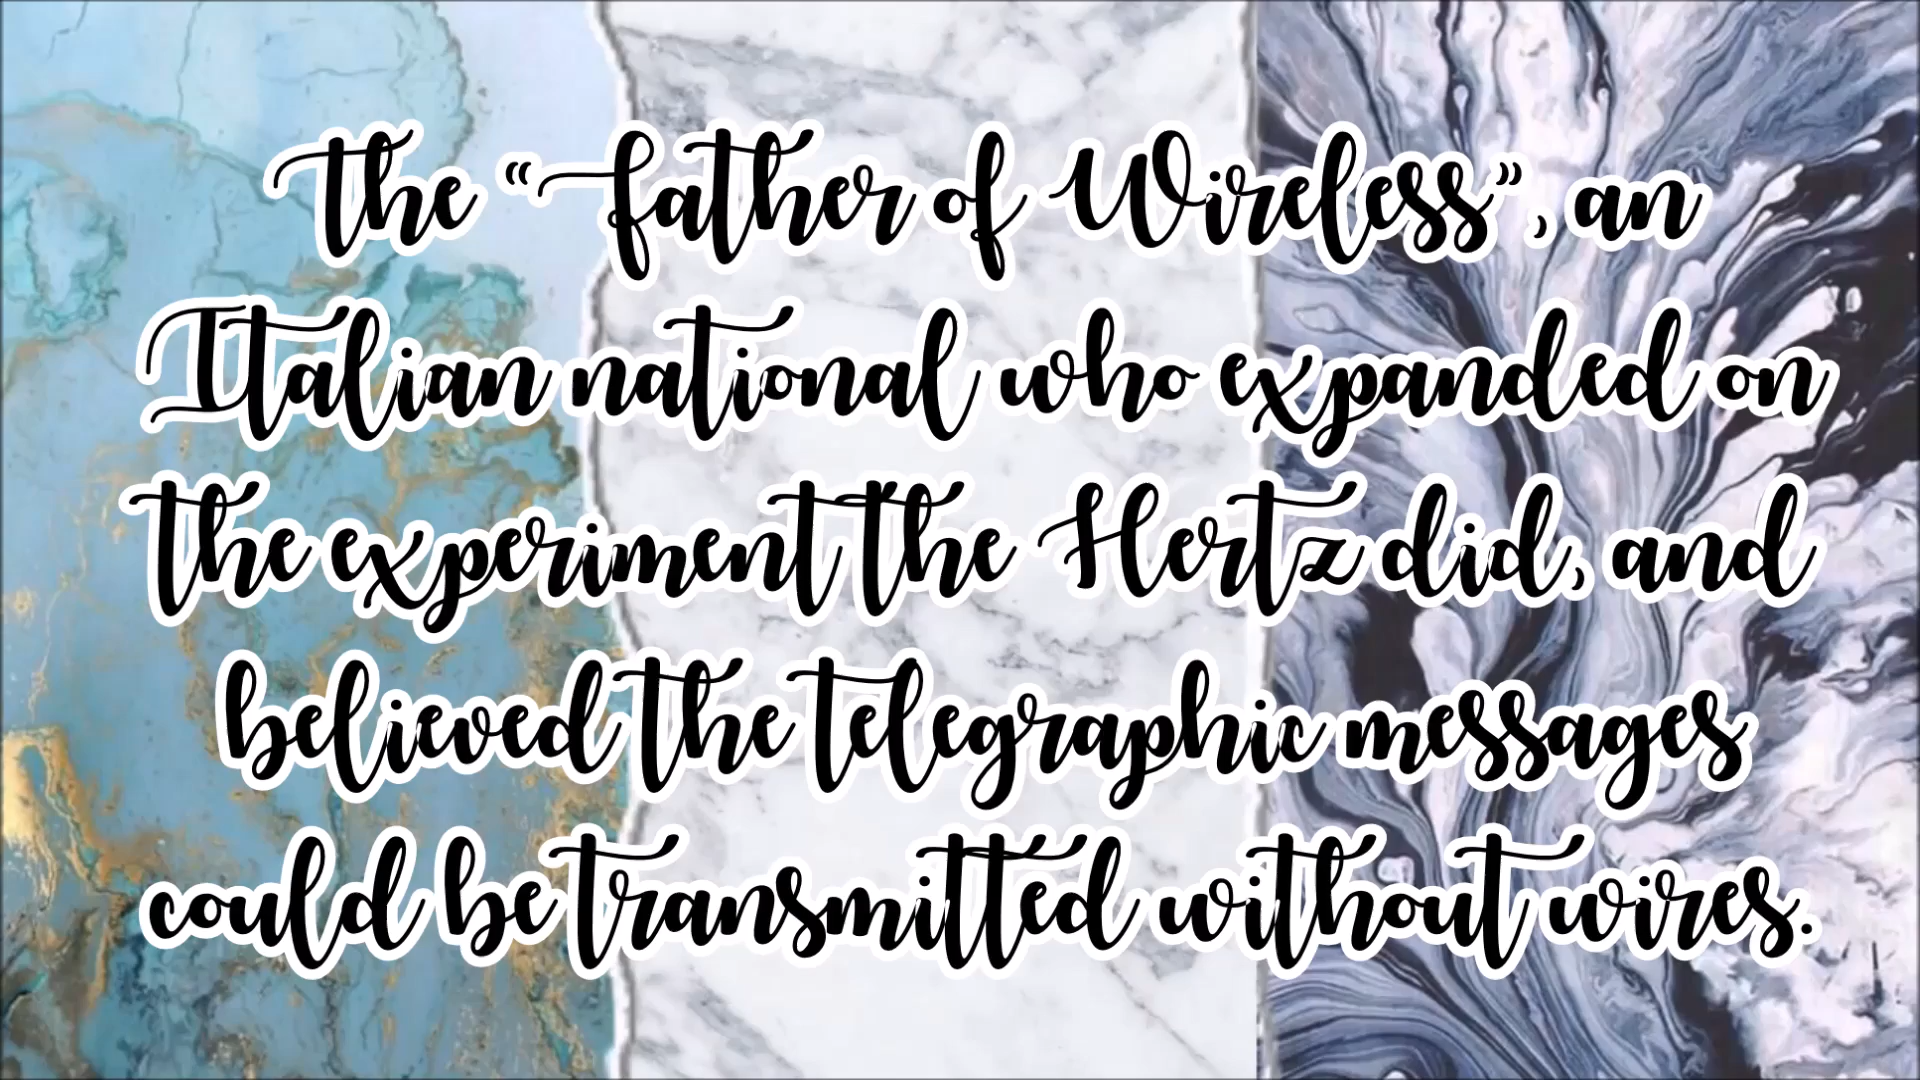 The “Father of Wireless”, an
Italian national who expanded on
the experiment the Hertz did, and
believed the telegraphic messages
could be transmitted without wires.